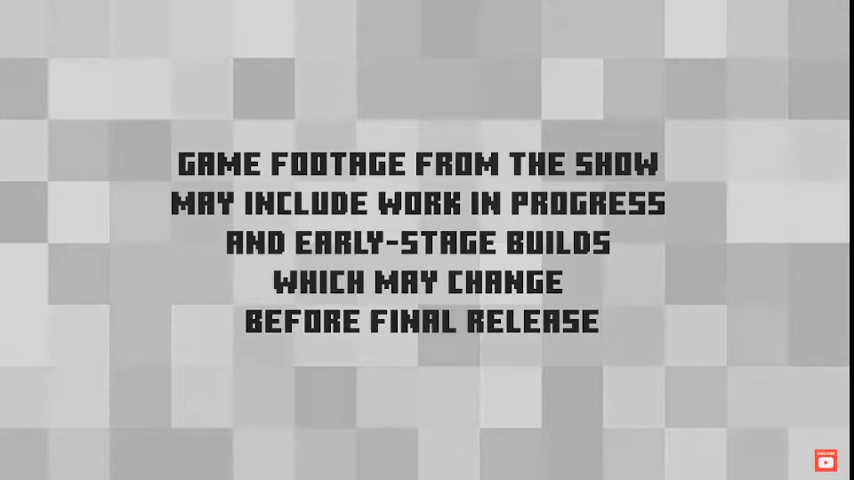 GAME FOOTAGE FROM THE SHOW
MAY INCLUDE WORK IN PROGRESS
AND EARLY-STAGE BUILDS
WHICH MAY CHANGE
BEFORE FINAL RELEASE